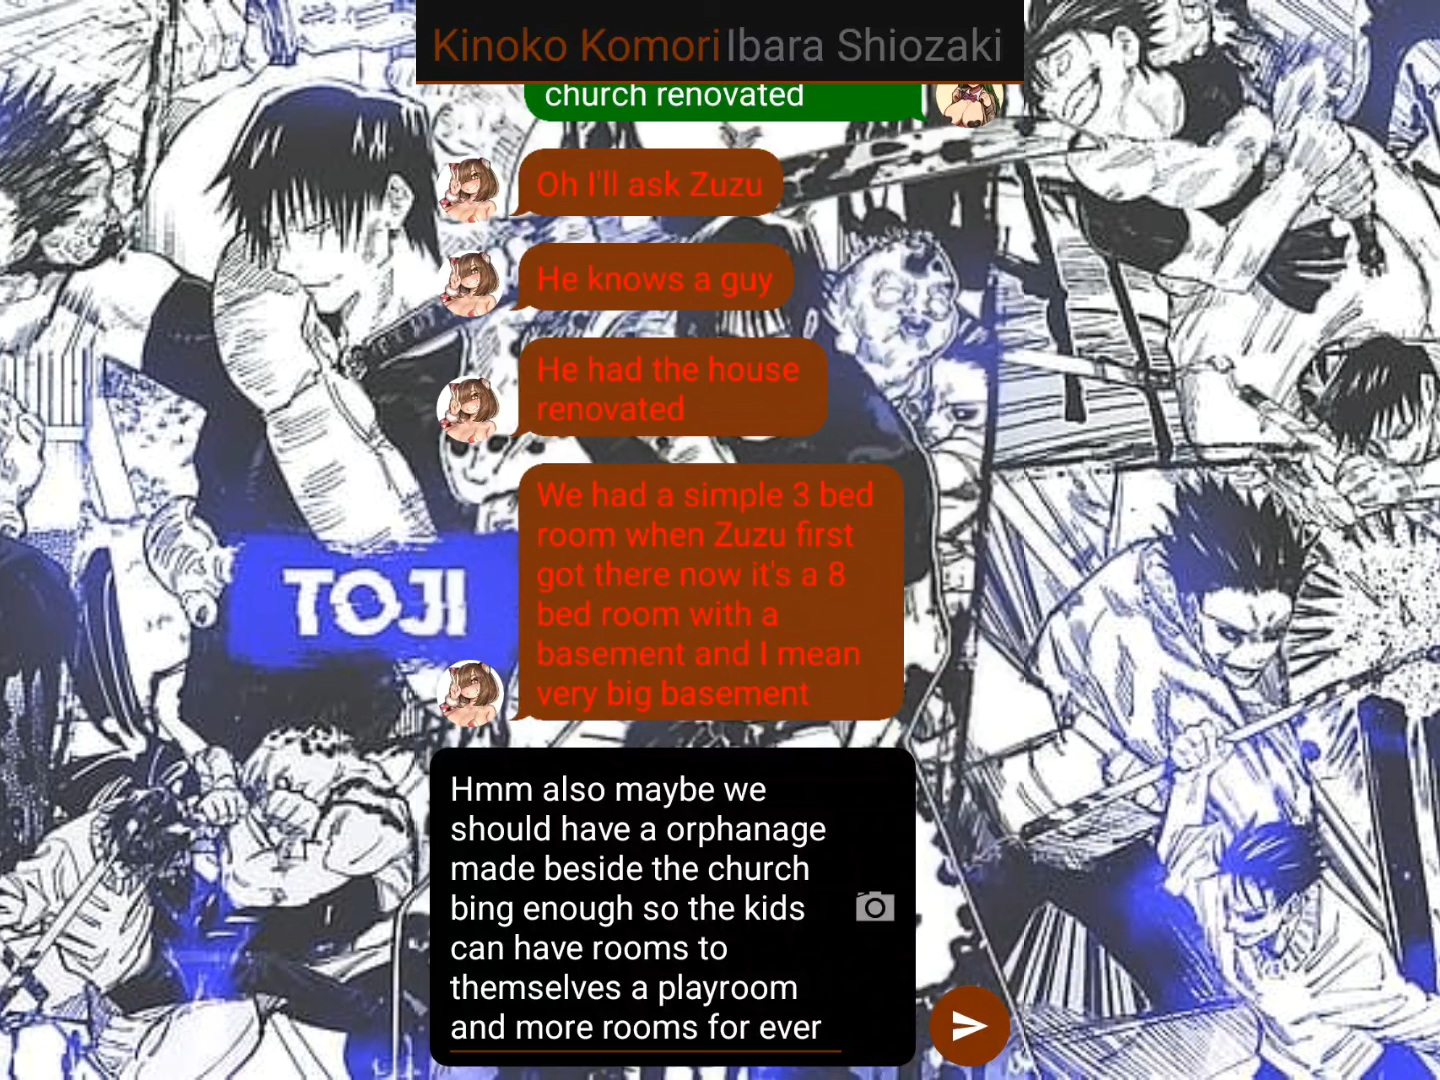 Kinoko Komori Ibara Shiozaki
church renovated
Oh I'll ask Zuzu
He knows a guy
He had the house
renovated
We had a simple 3 bed
room when Zuzu first
got there now it's a 8
bed room with a
basement and I mean
very big basement
TOJI
Hmm also maybe we
should have a orphanage
made beside the church
bing enough so the kids
can have rooms to
themselves a playroom
and more rooms for ever